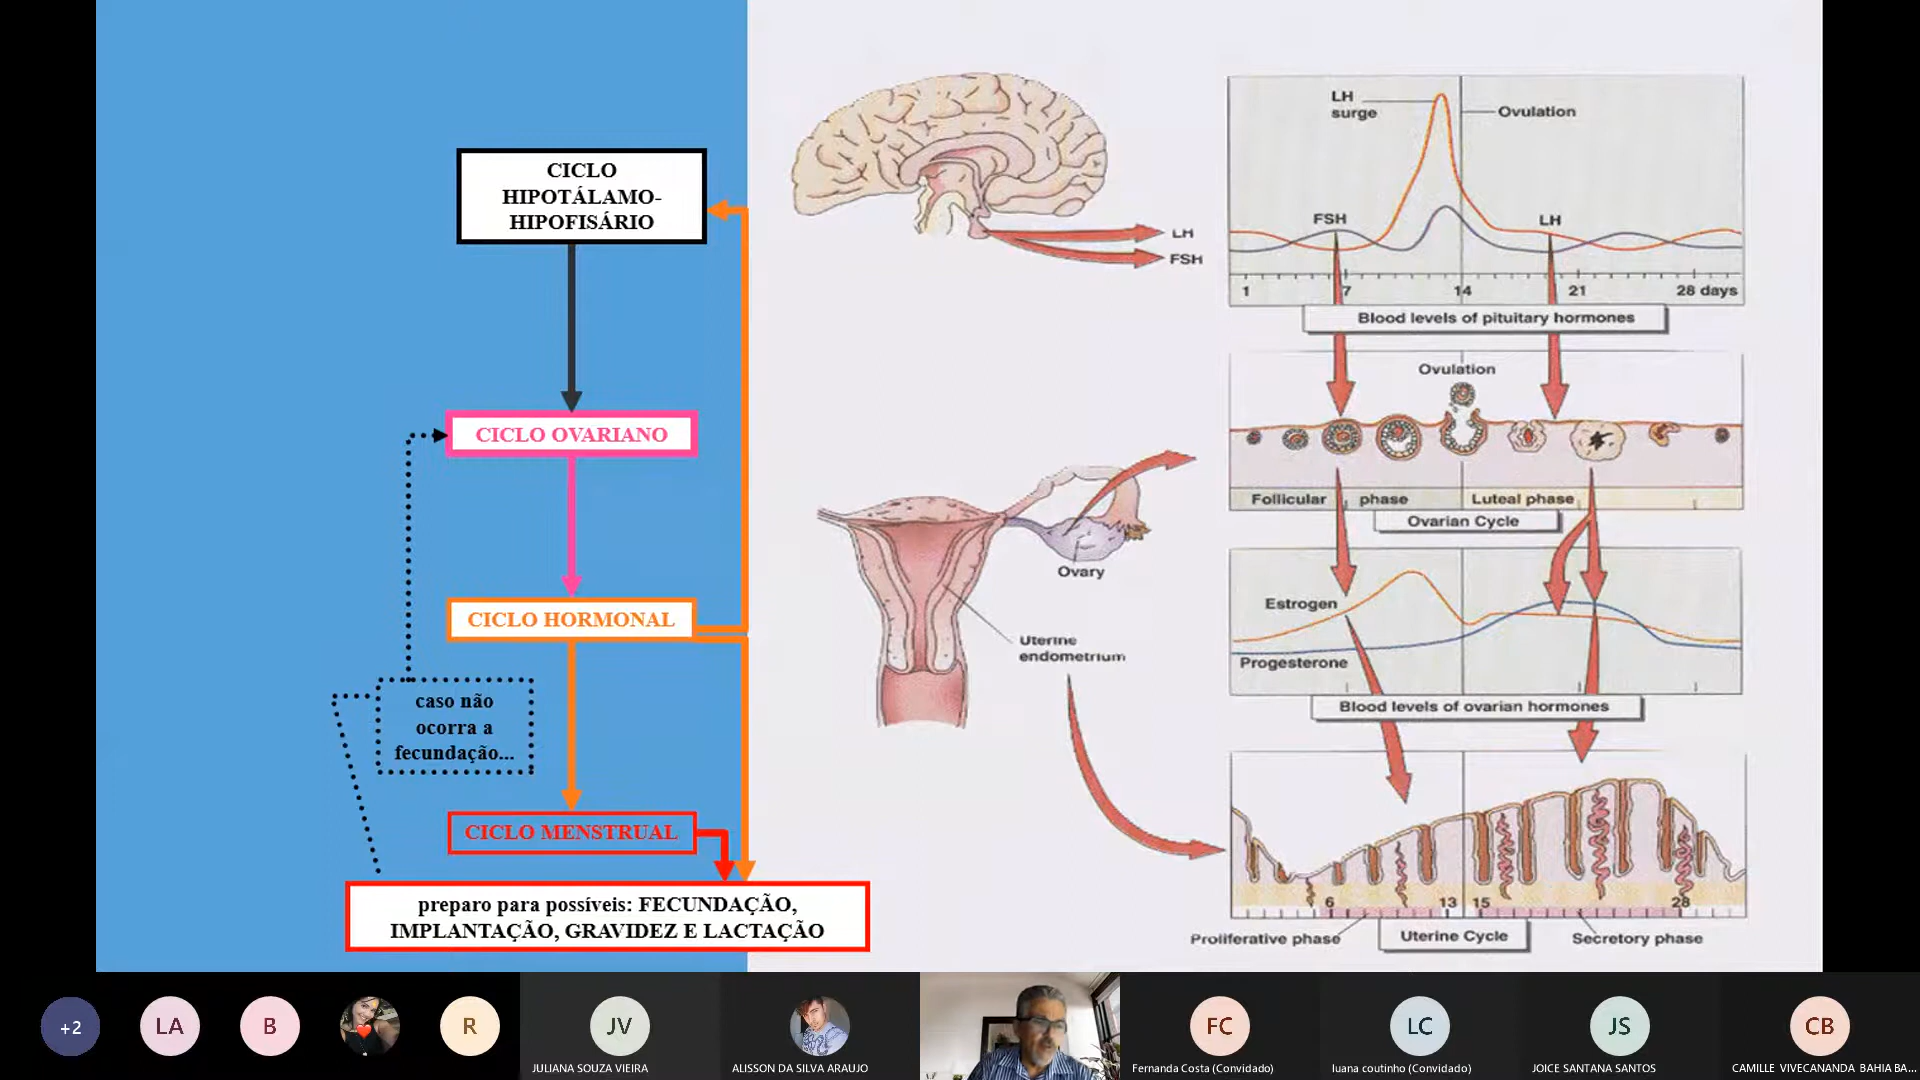 CICLO
HIPOTÁLAMO-
HIPOFISÁRIO
CICLO OVARIANO
CICLO HORMONAL
caso não
ocorra a
fecundação...
CICLO MENSTRUAL
preparo para possíveis: FECUNDAÇÃO,
IMPLANTAÇÃO, GRAVIDEZ E LACTAÇÃO
LH
FSH
Ovary
Uterine
endometrium
LH
surge
Ovulation
FSH
LH
1 7 14 21 28 days
Blood levels of pituitary hormones
Ovulation
Follicular phase Luteal phase
Ovarian Cycle
Estrogen
Progesterone
Blood levels of ovarian hormones
6 13 15 28
Proliferative phase Uterine Cycle Secretory phase
+2 LA B R JV FC LC JS CB
JULIANA SOUZA VIEIRA ALISSON DA SILVA ARAUJO Fernanda Costa (Convidado) luana coutinho (Convidado) JOICE SANTANA SANTOS CAMILLE VIVECANANDA BAHIA BA...